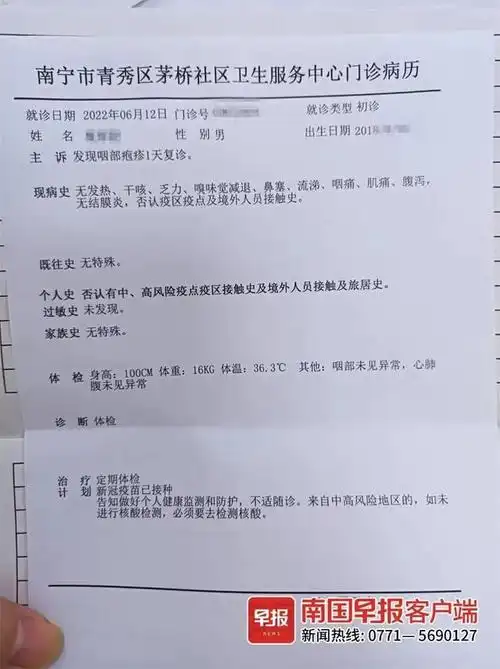 南宁市青秀区茅桥社区卫生服务中心门诊病历
就诊日期 2022年06月12日 门诊号 就诊类型 初诊
姓 名 性 别 男 出生日期 201
主 诉 发现咽部疱疹1天复诊。
现病史 无发热、干咳、乏力、嗅味觉减退、鼻塞、流涕、咽痛、肌痛、腹泻,
无结膜炎,否认疫区疫点及境外人员接触史。
既往史 无特殊。
个人史 否认有中、高风险疫点疫区接触史及境外人员接触及旅居史。
过敏史 未发现。
家族史 无特殊。
体 检 身高:100CM 体重:16KG 体温:36.3℃ 其他:咽部未见异常,心肺
腹未见异常
诊 断 体检
治 疗 定期体检
计 划 新冠疫苗已接种
告知做好个人健康监测和防护,不适随诊。来自中高风险地区的,如未
进行核酸检测,必须要去检测核酸。
早报
NEWS
南国早报客户端
新闻热线:0771-5690127